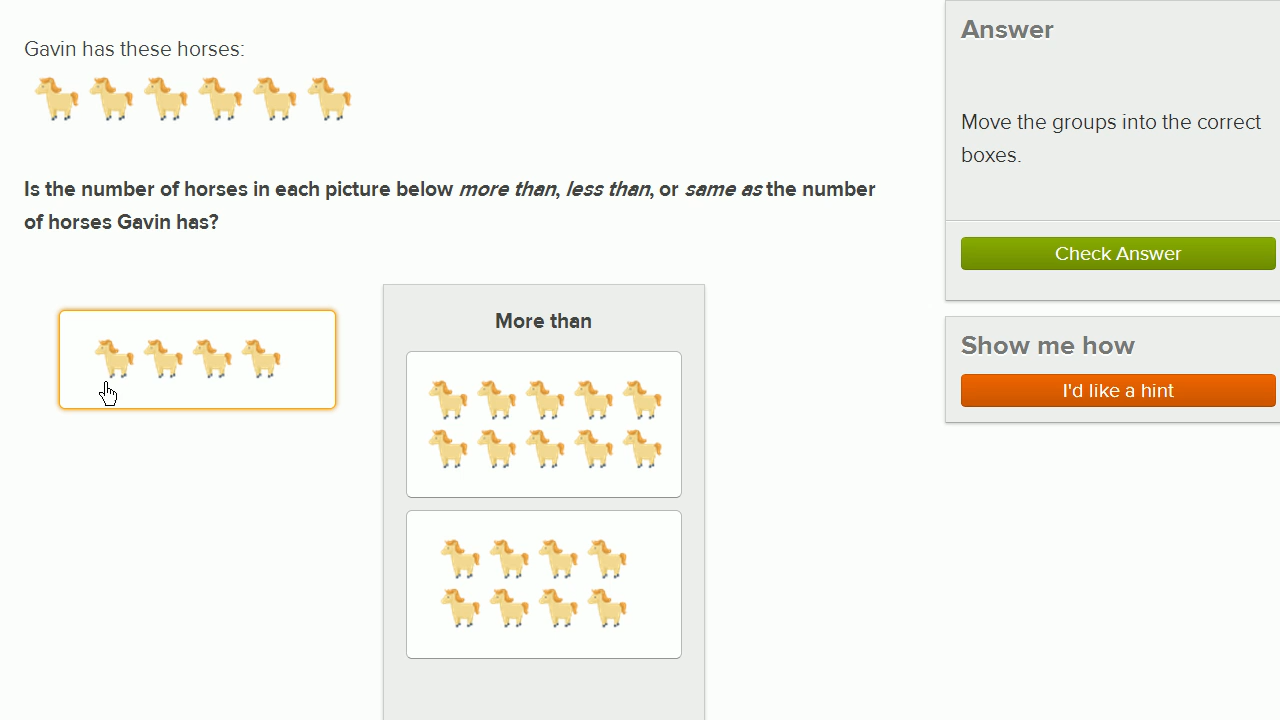 Gavin has these horses:
Is the number of horses in each picture below more than, less than, or same as the number
of horses Gavin has?
More than
Answer
Move the groups into the correct
boxes.
Check Answer
Show me how
I'd like a hint